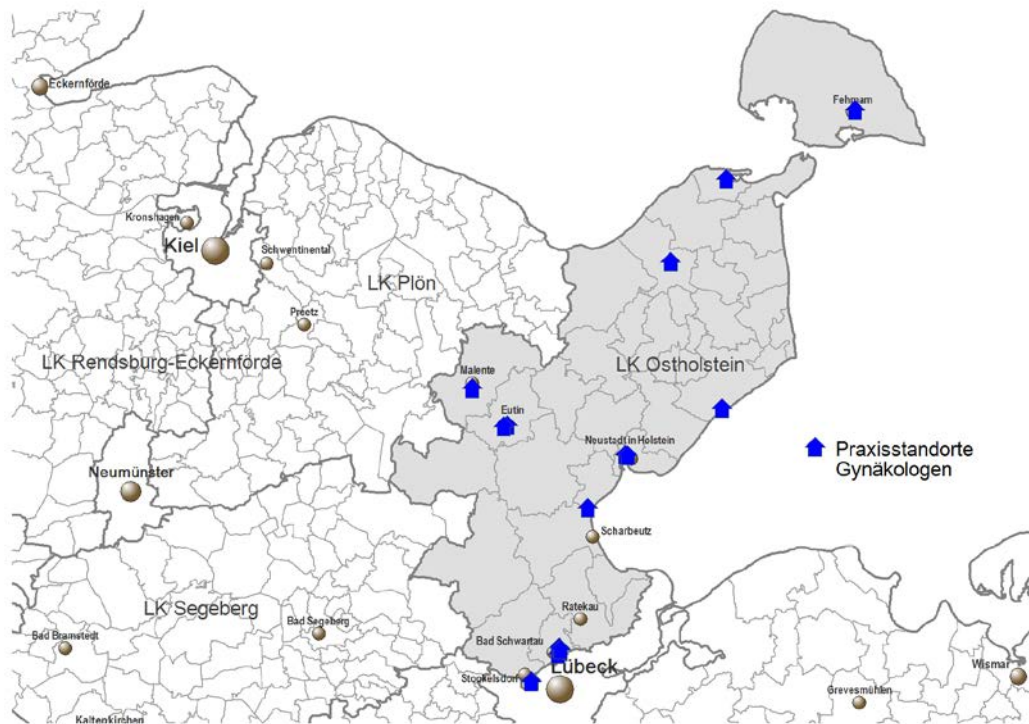 Eckernförde
Fehmarn
Kronshagen
Kiel
Schwentinental
LK Plön
Preetz
LK Rendsburg-Eckernförde
LK Ostholstein
Malente
Eutin
Neustadt in Holstein
Praxisstandorte
Gynäkologen
Neumünster
Scharbeutz
LK Segeberg
Ratekau
Bad Segeberg
Bad Bramstedt
Bad Schwartau
Lübeck
Stockelsdorf
Wismar
Grevesmühlen
Kaltenkirchen